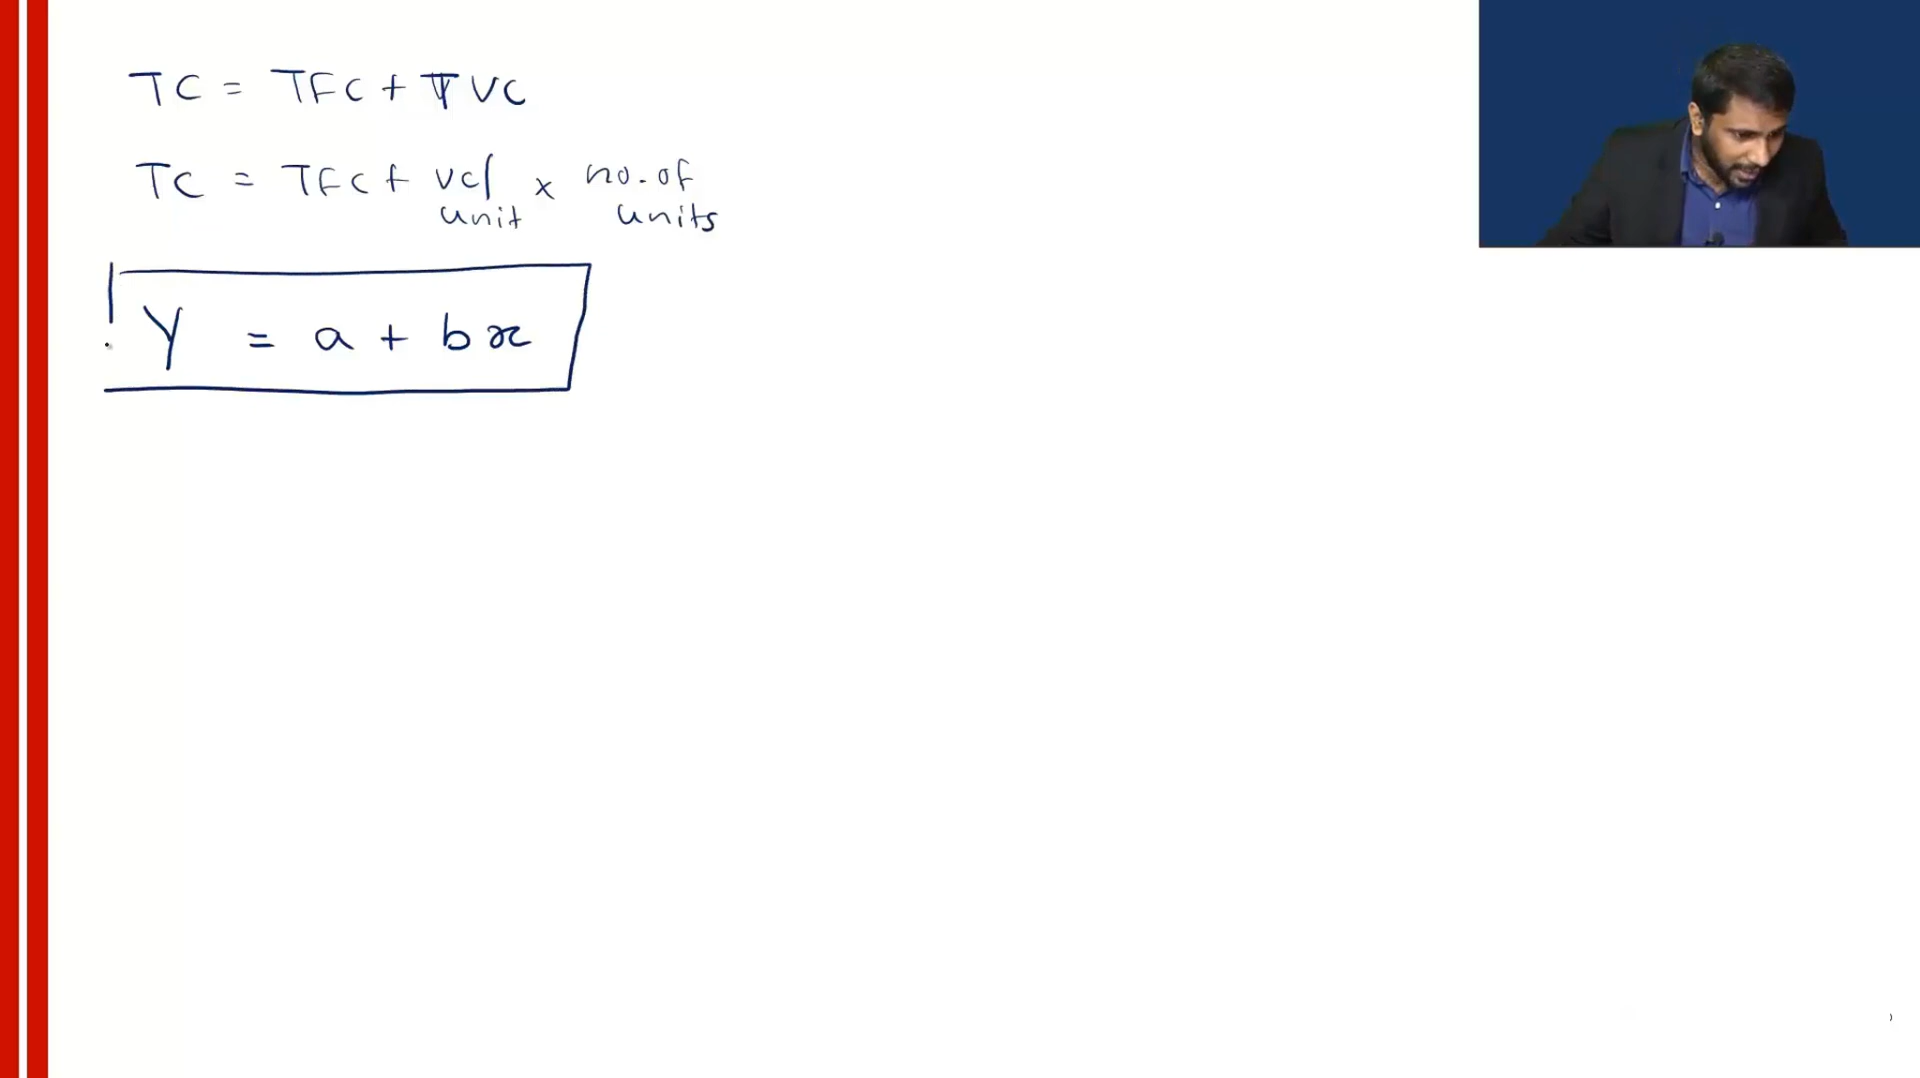 TC = TFC + TVC
TC = TFC + VC/unit × no. of units
Y = a + bx